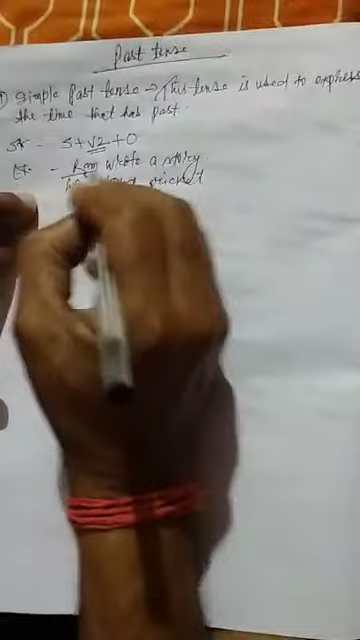 Past tense
① Simple Past tense → This tense is used to express
the time that has past.
St - S+V2+O
Ex - Ram wrote a story.